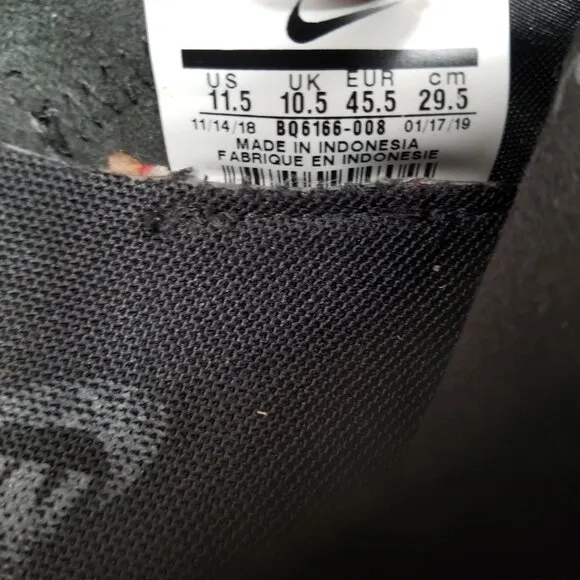 US UK EUR cm
11.5 10.5 45.5 29.5
11/14/18 BQ6166-008 01/17/19
MADE IN INDONESIA
FABRIQUE EN INDONESIE